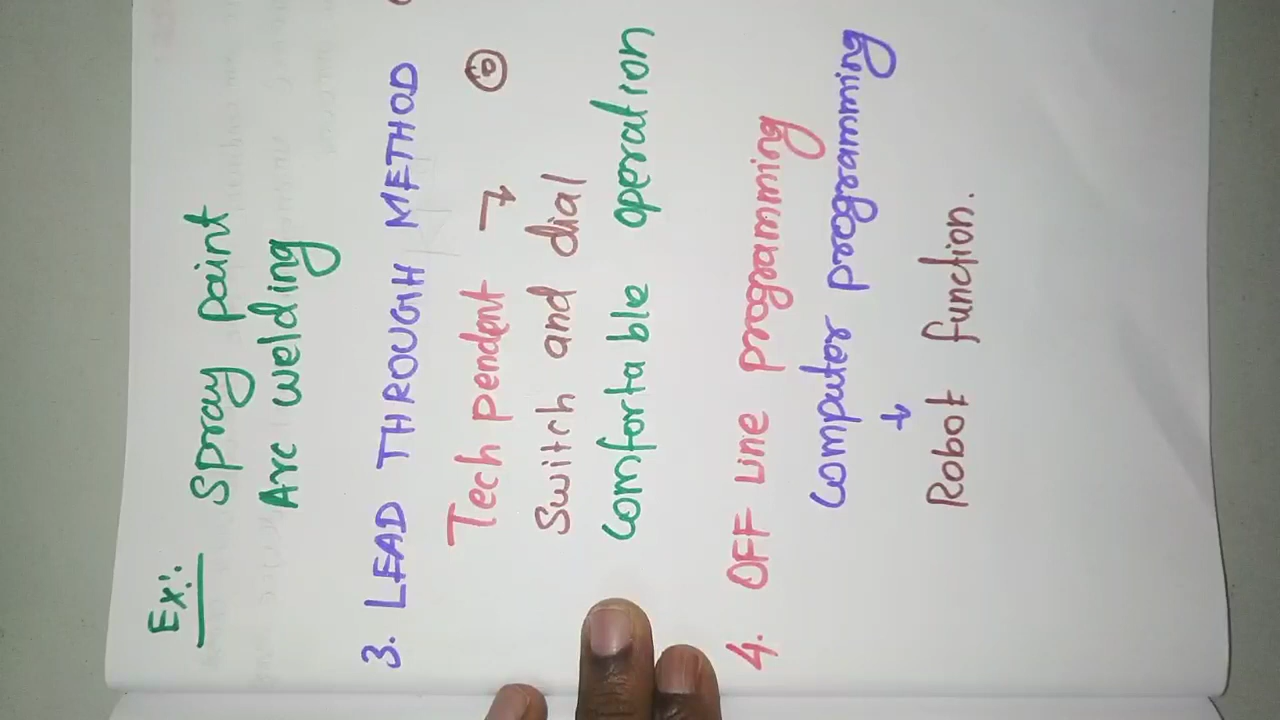 Ex:
Spray paint
Arc welding
3. LEAD THROUGH METHOD
Tech pendent →
Switch and dial
Comfortable operation
4. OFF Line programming
Computer programming
↓
Robot function.